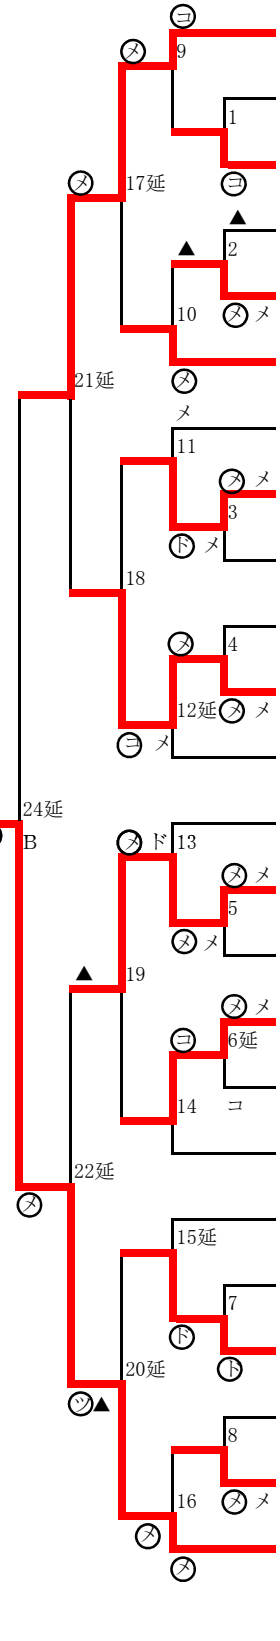 コ
メ 9
1
メ 17延 コ
▲
▲ 2
10 メ メ
21延 メ
メ
11
メ メ
3
ド メ
18
メ 4
12延 メ メ
コ メ
24延
B メ ド 13
メ メ
5
メ メ
▲ 19 メ メ
コ 6延
14 コ
22延
メ
15延
7
ド ド
20延
ツ ▲
8
16 メ メ
メ
メ